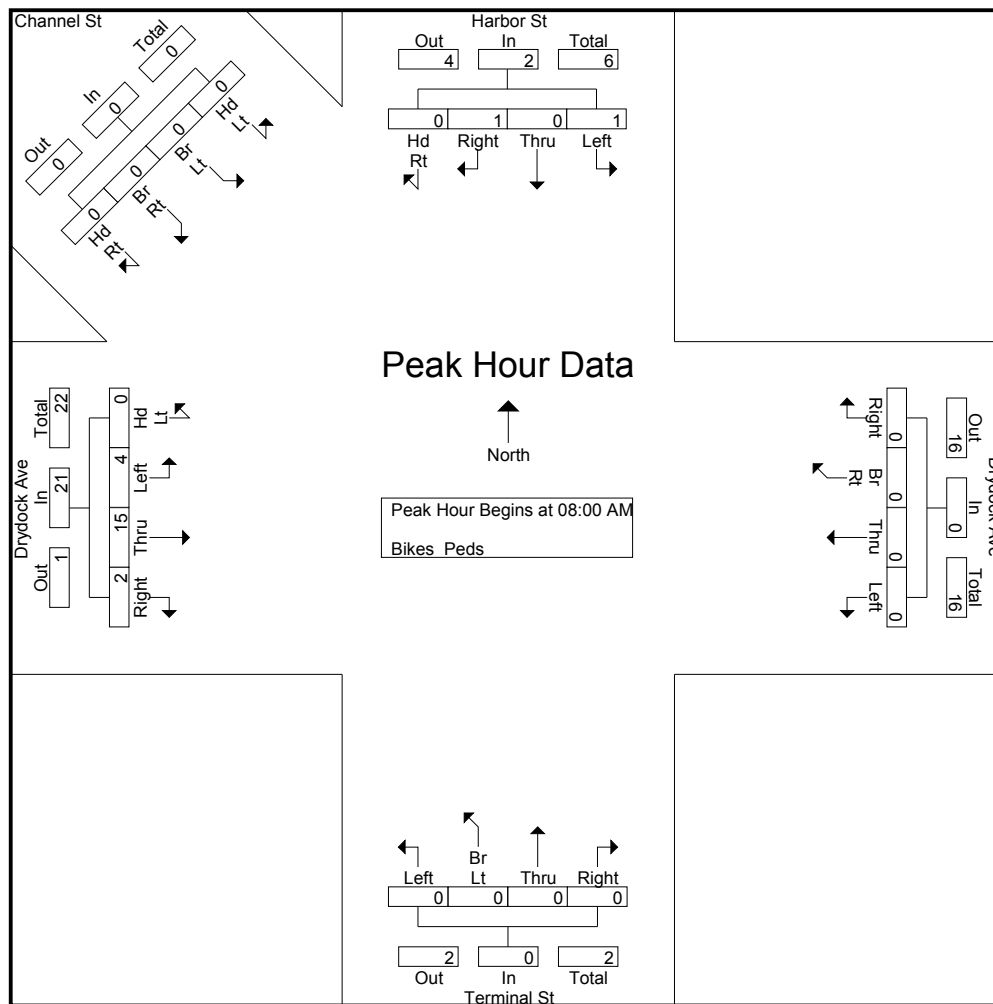 Channel St
Total
0
In
0
Out
0
0
Hd
Lt
0
Br
Lt
0
Br
Rt
0
Hd
Rt
Harbor St
Out In Total
4 2 6
0 1 0 1
Hd Right Thru Left
Rt
Peak Hour Data
North
Peak Hour Begins at 08:00 AM
Bikes Peds
Drydock Ave
Total
22
In
21
Out
1
0
Hd
Lt
4
Left
15
Thru
2
Right
Right
0
Br
Rt
0
Thru
0
Left
0
Out
16
In
0
Total
16
Drydock Ave
Br
Left Lt Thru Right
0 0 0 0
2 0 2
Out In Total
Terminal St